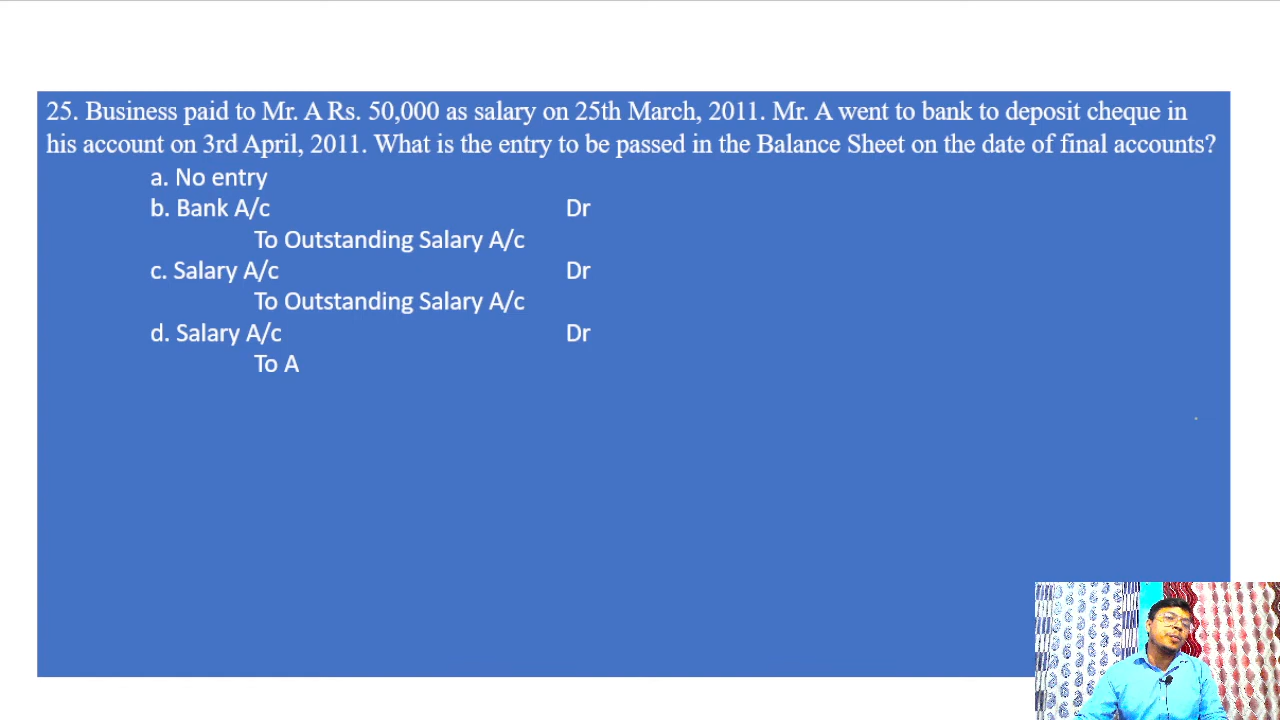 25. Business paid to Mr. A Rs. 50,000 as salary on 25th March, 2011. Mr. A went to bank to deposit cheque in
his account on 3rd April, 2011. What is the entry to be passed in the Balance Sheet on the date of final accounts?
a. No entry
b. Bank A/c Dr
To Outstanding Salary A/c
c. Salary A/c Dr
To Outstanding Salary A/c
d. Salary A/c Dr
To A